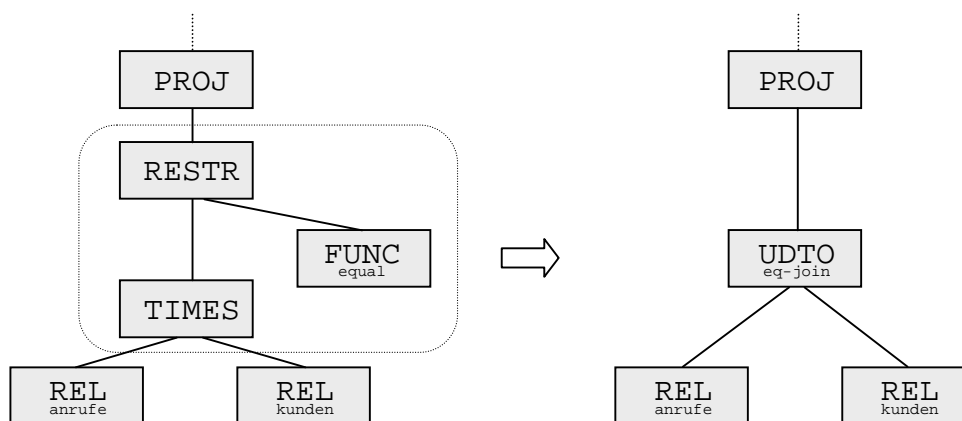 PROJ
RESTR
FUNC
equal
TIMES
REL
anrufe
REL
kunden
PROJ
UDTO
eq-join
REL
anrufe
REL
kunden